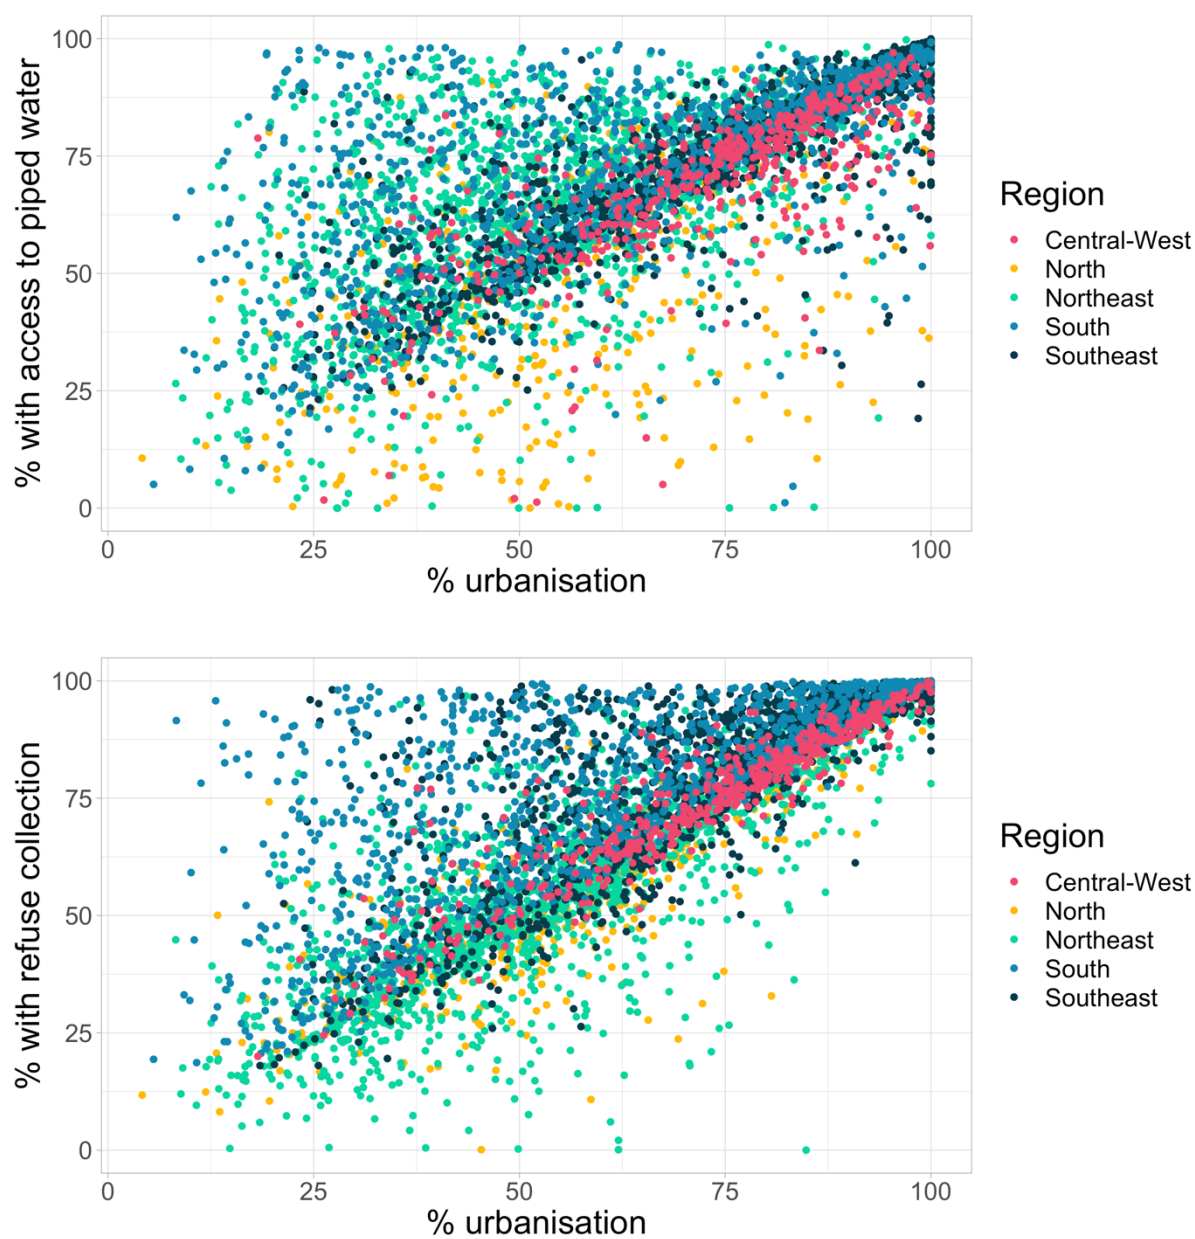 % with access to piped water
100
75
50
25
0
0 25 50 75 100
% urbanisation
Region
Central-West
North
Northeast
South
Southeast
% with refuse collection
100
75
50
25
0
0 25 50 75 100
% urbanisation
Region
Central-West
North
Northeast
South
Southeast